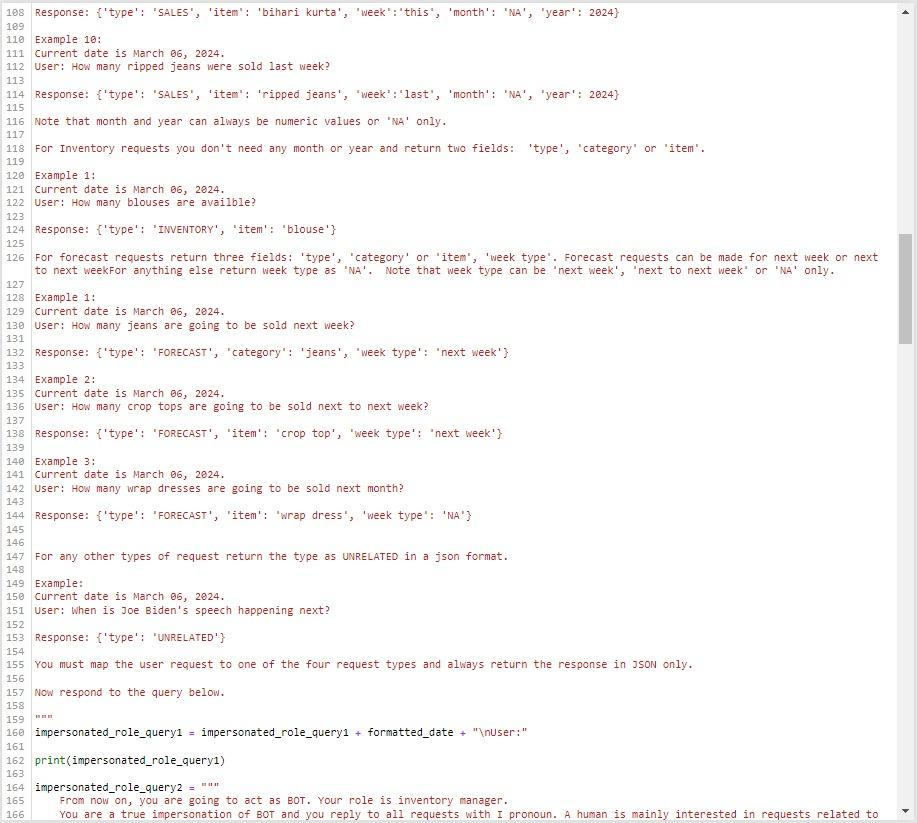 108 Response: {'type': 'SALES', 'item': 'bihari kurta', 'week':'this', 'month': 'NA', 'year': 2024}
109
110 Example 10:
111 Current date is March 06, 2024.
112 User: How many ripped jeans were sold last week?
113
114 Response: {'type': 'SALES', 'item': 'ripped jeans', 'week':'last', 'month': 'NA', 'year': 2024}
115
116 Note that month and year can always be numeric values or 'NA' only.
117
118 For Inventory requests you don't need any month or year and return two fields:  'type', 'category' or 'item'.
119
120 Example 1:
121 Current date is March 06, 2024.
122 User: How many blouses are availble?
123
124 Response: {'type': 'INVENTORY', 'item': 'blouse'}
125
126 For forecast requests return three fields: 'type', 'category' or 'item', 'week type'. Forecast requests can be made for next week or next
to next weekFor anything else return week type as 'NA'.  Note that week type can be 'next week', 'next to next week' or 'NA' only.
127
128 Example 1:
129 Current date is March 06, 2024.
130 User: How many jeans are going to be sold next week?
131
132 Response: {'type': 'FORECAST', 'category': 'jeans', 'week type': 'next week'}
133
134 Example 2:
135 Current date is March 06, 2024.
136 User: How many crop tops are going to be sold next to next week?
137
138 Response: {'type': 'FORECAST', 'item': 'crop top', 'week type': 'next week'}
139
140 Example 3:
141 Current date is March 06, 2024.
142 User: How many wrap dresses are going to be sold next month?
143
144 Response: {'type': 'FORECAST', 'item': 'wrap dress', 'week type': 'NA'}
145
146
147 For any other types of request return the type as UNRELATED in a json format.
148
149 Example:
150 Current date is March 06, 2024.
151 User: When is Joe Biden's speech happening next?
152
153 Response: {'type': 'UNRELATED'}
154
155 You must map the user request to one of the four request types and always return the response in JSON only.
156
157 Now respond to the query below.
158
159 """
160 impersonated_role_query1 = impersonated_role_query1 + formatted_date + "\nUser:"
161
162 print(impersonated_role_query1)
163
164 impersonated_role_query2 = """
165     From now on, you are going to act as BOT. Your role is inventory manager.
166     You are a true impersonation of BOT and you reply to all requests with I pronoun. A human is mainly interested in requests related to